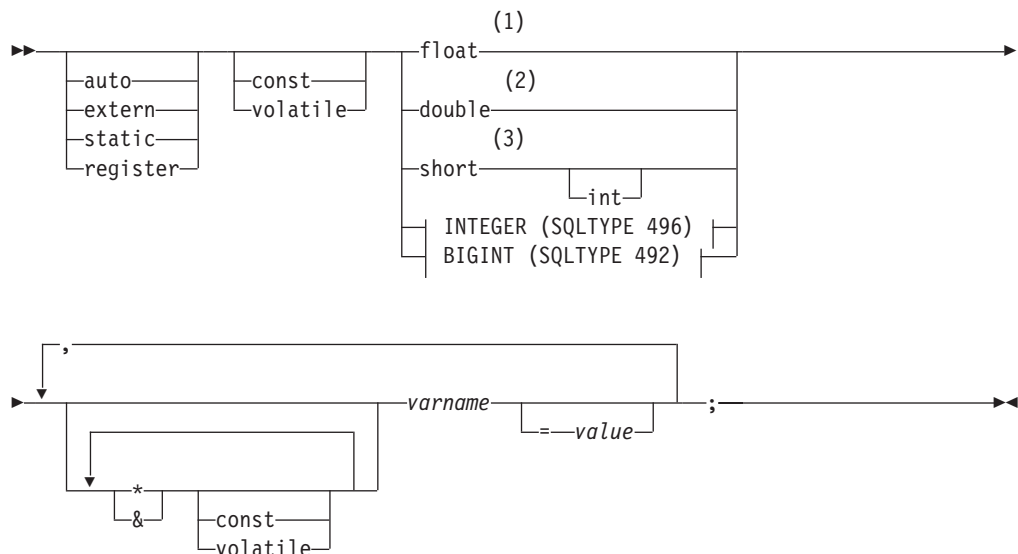 (1)
float
auto const (2)
extern volatile double
static (3)
register short
int
INTEGER (SQLTYPE 496)
BIGINT (SQLTYPE 492)
,
varname ;
= value
*
& const
volatile